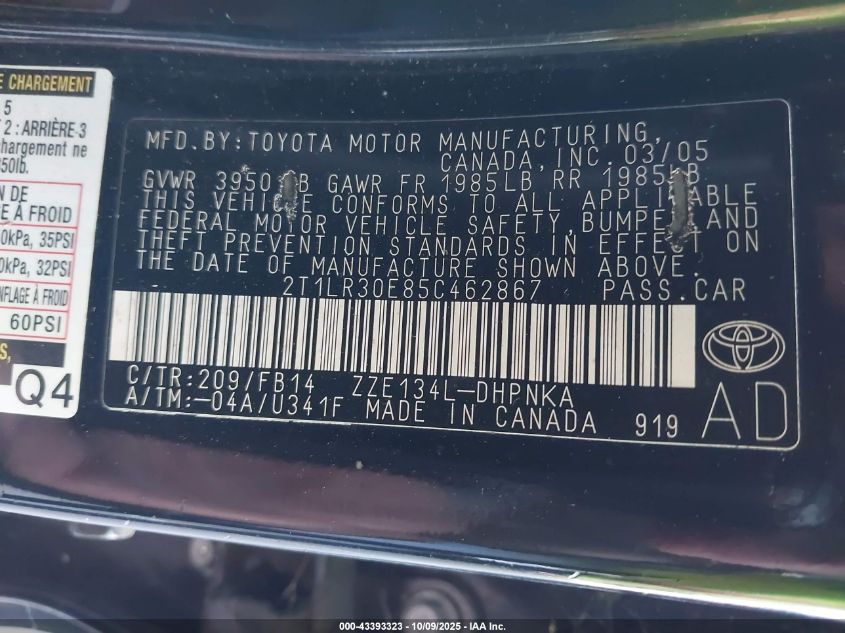 E CHARGEMENT
5
2 : ARRIÈRE 3
chargement ne
50lb.
N DE
E À FROID
0kPa, 35PSI
0kPa, 32PSI
NFLAGE À FROID
60PSI
S,
Q4
MFD.BY:TOYOTA MOTOR MANUFACTURING,
CANADA,INC. 03/05
GVWR GAWR FR 1985LB RR 1985LB
THIS VEHICLE CONFORMS TO ALL APPLICABLE
FEDERAL MOTOR VEHICLE SAFETY,BUMPER AND
THEFT PREVENTION STANDARDS IN EFFECT ON
THE DATE OF MANUFACTURE SHOWN ABOVE.
2T1LR30E85C462867 PASS.CAR
C/TR:209/FB14 ZZE134L-DHPNKA
A/TM:-04A/U341F MADE IN CANADA 919
AD
000-43393323 - 10/09/2025 - IAA Inc.